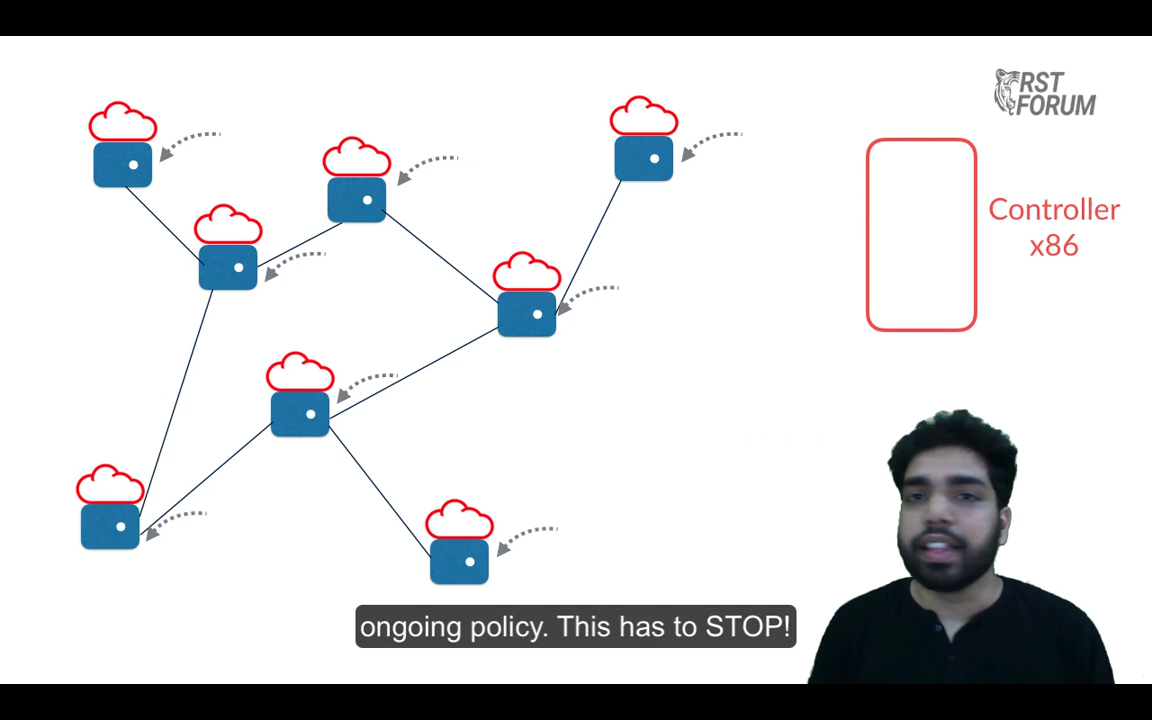 RST
FORUM
Controller
x86
ongoing policy. This has to STOP!